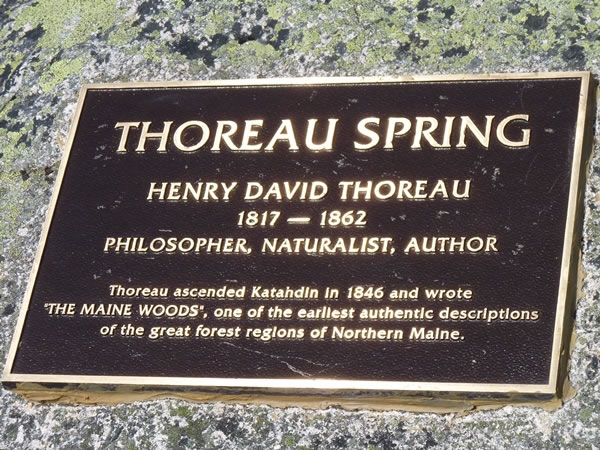 THOREAU SPRING
HENRY DAVID THOREAU
1817 — 1862
PHILOSOPHER, NATURALIST, AUTHOR
Thoreau ascended Katahdin in 1846 and wrote
"THE MAINE WOODS", one of the earliest authentic descriptions
of the great forest regions of Northern Maine.